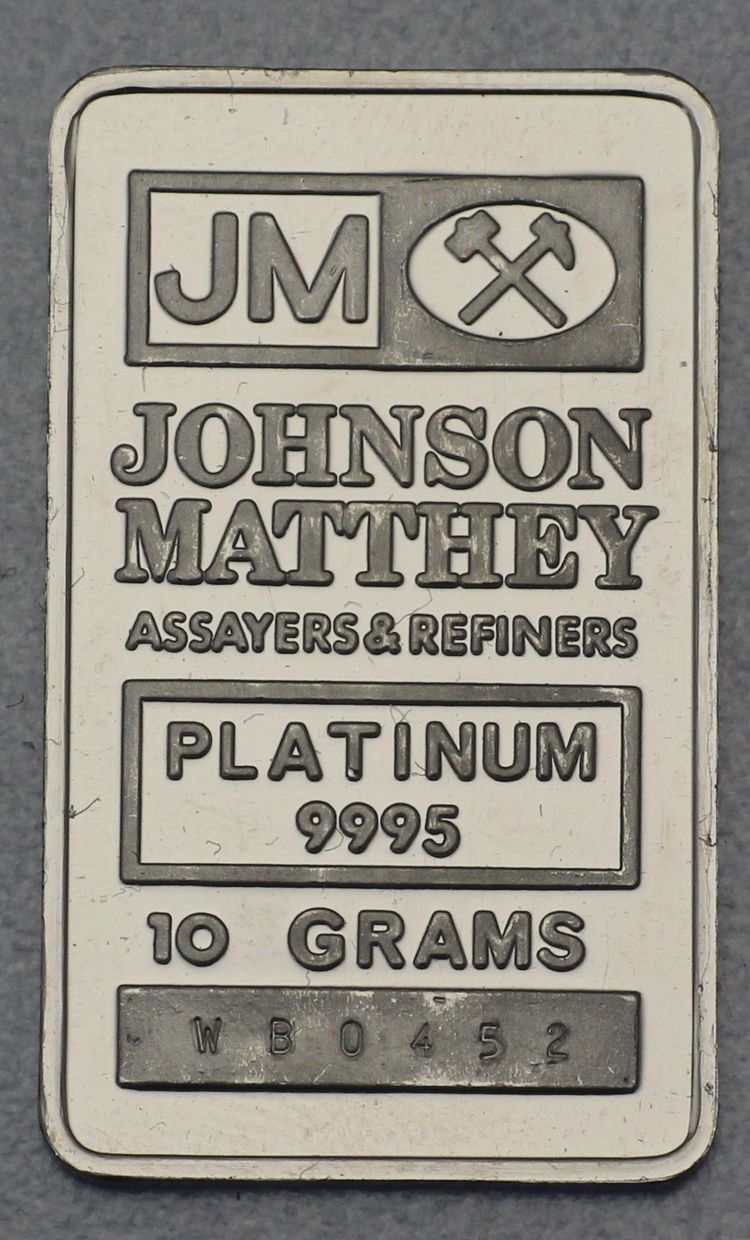 JM
JOHNSON
MATTHEY
ASSAYERS & REFINERS
PLATINUM
9995
10 GRAMS
WB0452